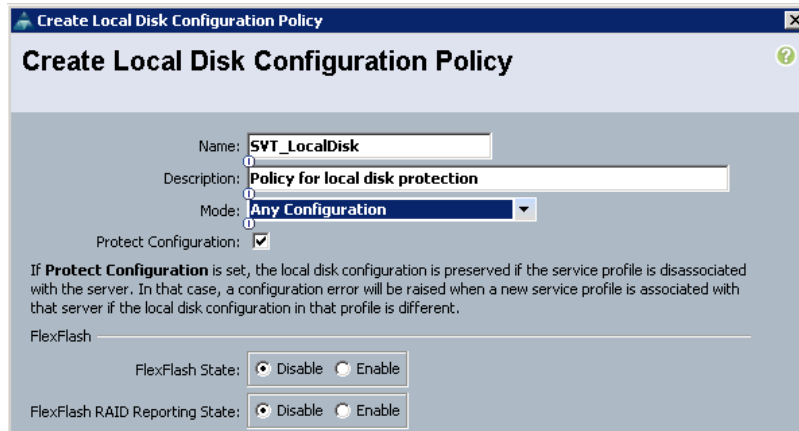 Create Local Disk Configuration Policy
Create Local Disk Configuration Policy
Name: SVT_LocalDisk
Description: Policy for local disk protection
Mode: Any Configuration
Protect Configuration:
If Protect Configuration is set, the local disk configuration is preserved if the service profile is disassociated
with the server. In that case, a configuration error will be raised when a new service profile is associated with
that server if the local disk configuration in that profile is different.
FlexFlash
FlexFlash State: Disable Enable
FlexFlash RAID Reporting State: Disable Enable